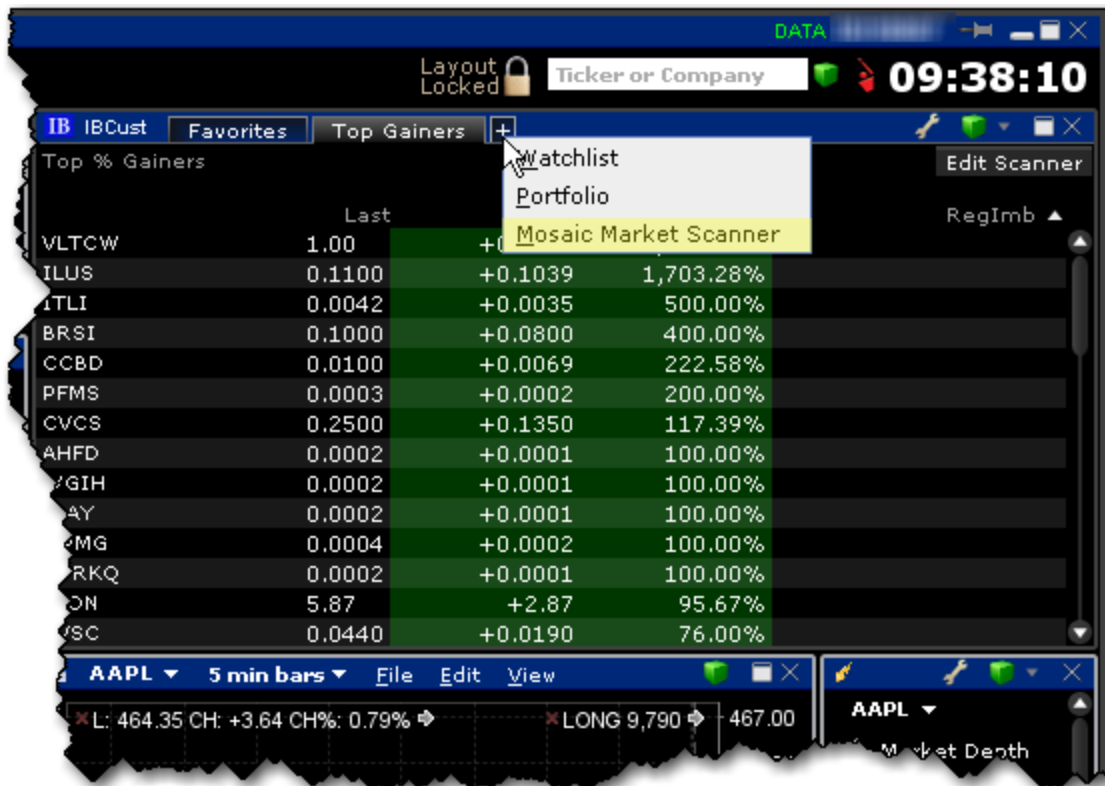 DATA
Layout
Locked
Ticker or Company
09:38:10
IB IBCust Favorites Top Gainers +
Watchlist
Portfolio
Mosaic Market Scanner
Top % Gainers
Edit Scanner
Last
RegImb
VLTCW 1.00
ILUS 0.1100 +0.1039 1,703.28%
ITLI 0.0042 +0.0035 500.00%
BRSI 0.1000 +0.0800 400.00%
CCBD 0.0100 +0.0069 222.58%
PFMS 0.0003 +0.0002 200.00%
CVCS 0.2500 +0.1350 117.39%
AHFD 0.0002 +0.0001 100.00%
0.0002 +0.0001 100.00%
0.0002 +0.0001 100.00%
0.0004 +0.0002 100.00%
0.0002 +0.0001 100.00%
5.87 +2.87 95.67%
0.0440 +0.0190 76.00%
AAPL 5 min bars File Edit View
L: 464.35 CH: +3.64 CH%: 0.79% LONG 9,790 467.00
AAPL
Market Depth